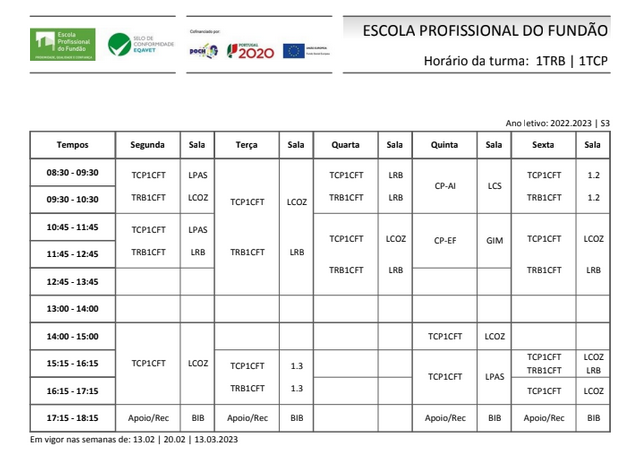 Escola
Profissional
do Fundão
SELO DE
CONFORMIDADE
EQAVET
Cofinanciado por:
POCH
PORTUGAL
2020
UNIÃO EUROPEIA
ESCOLA PROFISSIONAL DO FUNDÃO
Horário da turma: 1TRB | 1TCP
Ano letivo: 2022.2023 | S3
Tempos Segunda Sala Terça Sala Quarta Sala Quinta Sala Sexta Sala
08:30 - 09:30 TCP1CFT LPAS TCP1CFT LRB TCP1CFT 1.2
CP-AI LCS
09:30 - 10:30 TRB1CFT LCOZ TRB1CFT LRB TRB1CFT 1.2
TCP1CFT LCOZ
10:45 - 11:45 TCP1CFT LPAS
TCP1CFT LCOZ CP-EF GIM TCP1CFT LCOZ
11:45 - 12:45 TRB1CFT LRB TRB1CFT LRB
TRB1CFT LRB TRB1CFT LRB
12:45 - 13:45
13:00 - 14:00
14:00 - 15:00 TCP1CFT LCOZ
15:15 - 16:15 TCP1CFT LCOZ TCP1CFT 1.3 TCP1CFT LCOZ
TRB1CFT LRB
TCP1CFT LPAS
16:15 - 17:15 TRB1CFT 1.3 TCP1CFT LCOZ
17:15 - 18:15 Apoio/Rec BIB Apoio/Rec BIB Apoio/Rec BIB Apoio/Rec BIB
Em vigor nas semanas de: 13.02 | 20.02 | 13.03.2023